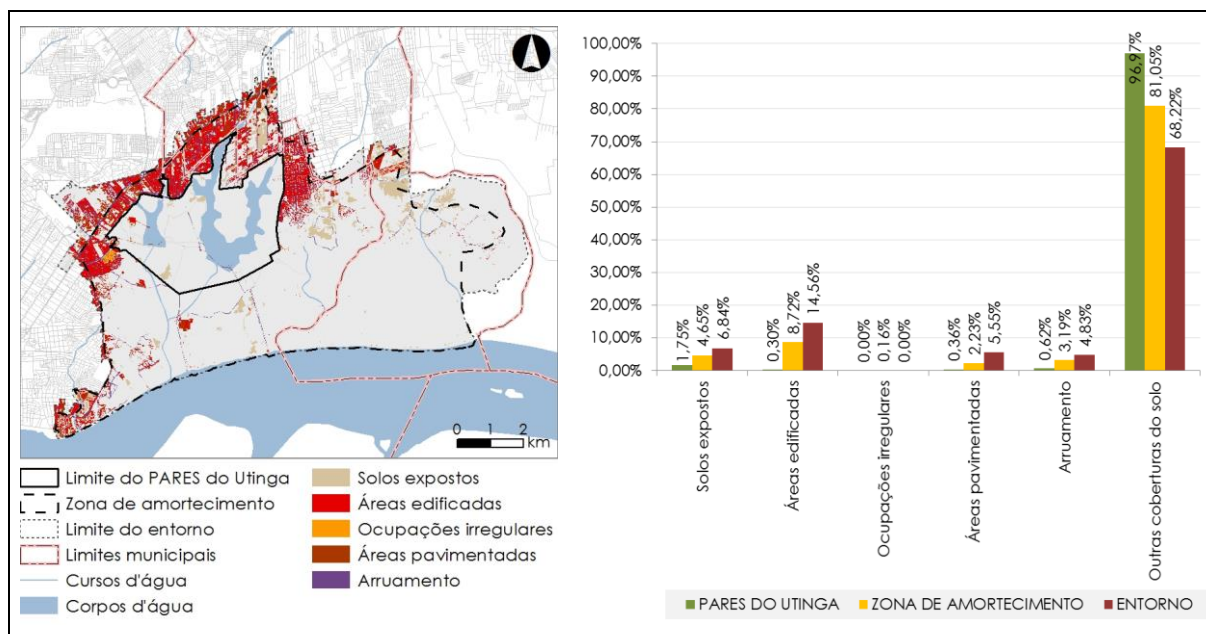 0 1 2
km
Limite do PARES do Utinga
Zona de amortecimento
Limite do entorno
Limites municipais
Cursos d'água
Corpos d'água
Solos expostos
Áreas edificadas
Ocupações irregulares
Áreas pavimentadas
Arruamento
100,00%
90,00%
80,00%
70,00%
60,00%
50,00%
40,00%
30,00%
20,00%
10,00%
0,00%
1,75%
4,65%
6,84%
0,30%
8,72%
14,56%
0,00%
0,16%
0,00%
0,36%
2,23%
5,55%
0,62%
3,19%
4,83%
96,97%
81,05%
68,22%
Solos expostos
Áreas edificadas
Ocupações irregulares
Áreas pavimentadas
Arruamento
Outras coberturas do solo
PARES DO UTINGA ZONA DE AMORTECIMENTO ENTORNO